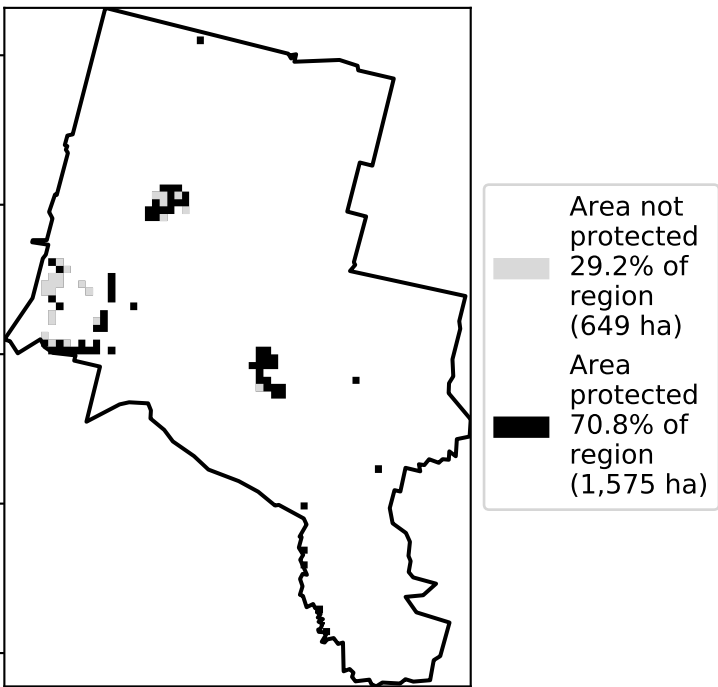 Area not
protected
29.2% of
region
(649 ha)
Area
protected
70.8% of
region
(1,575 ha)